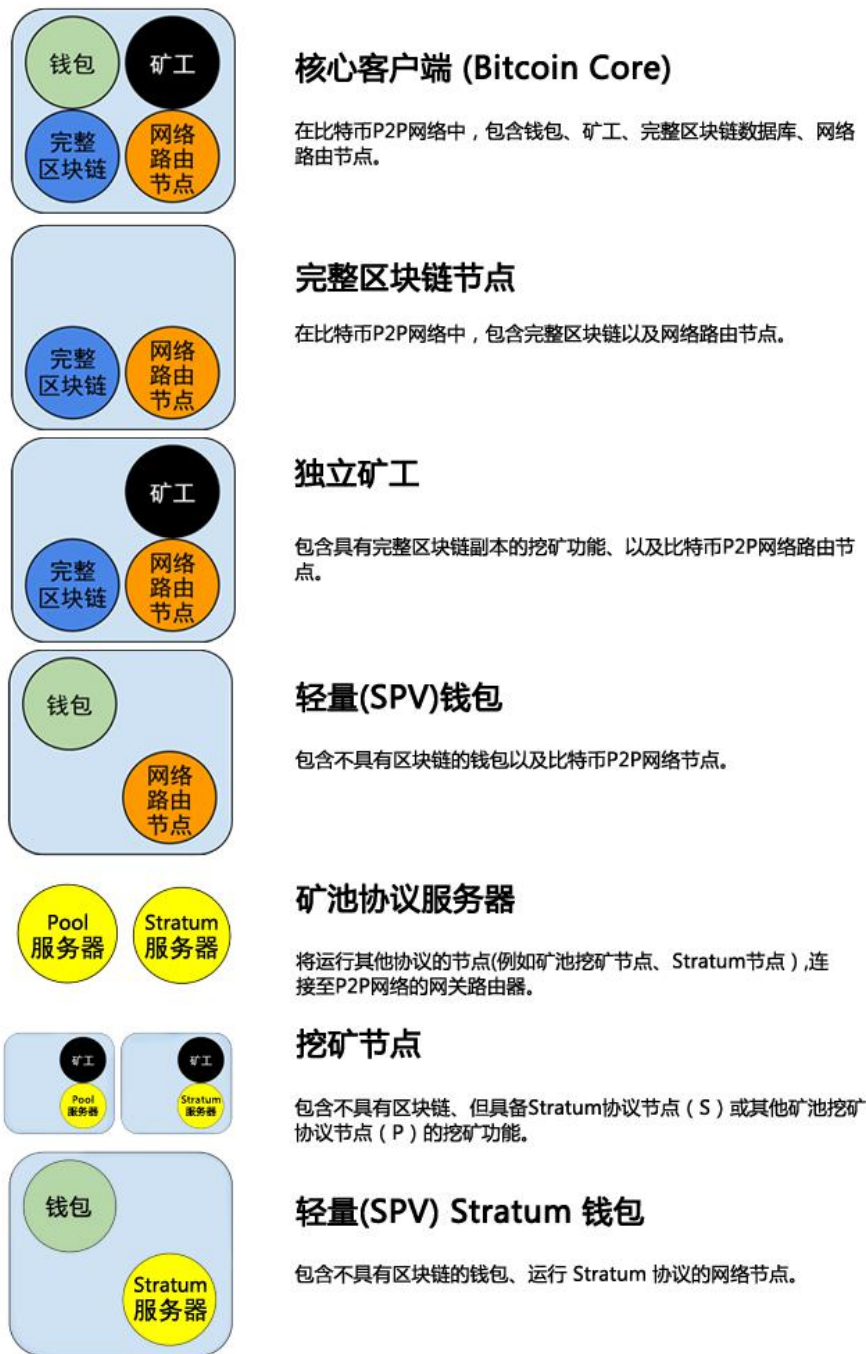 钱包
矿工
完整
区块链
网络
路由
节点
核心客户端 (Bitcoin Core)
在比特币P2P网络中，包含钱包、矿工、完整区块链数据库、网络
路由节点。
完整
区块链
网络
路由
节点
完整区块链节点
在比特币P2P网络中，包含完整区块链以及网络路由节点。
矿工
完整
区块链
网络
路由
节点
独立矿工
包含具有完整区块链副本的挖矿功能、以及比特币P2P网络路由节
点。
钱包
网络
路由
节点
轻量(SPV)钱包
包含不具有区块链的钱包以及比特币P2P网络节点。
Pool
服务器
Stratum
服务器
矿池协议服务器
将运行其他协议的节点(例如矿池挖矿节点、Stratum节点）,连
接至P2P网络的网关路由器。
矿工
Pool
服务器
矿工
Stratum
服务器
挖矿节点
包含不具有区块链、但具备Stratum协议节点（S）或其他矿池挖矿
协议节点（P）的挖矿功能。
钱包
Stratum
服务器
轻量(SPV) Stratum 钱包
包含不具有区块链的钱包、运行 Stratum 协议的网络节点。